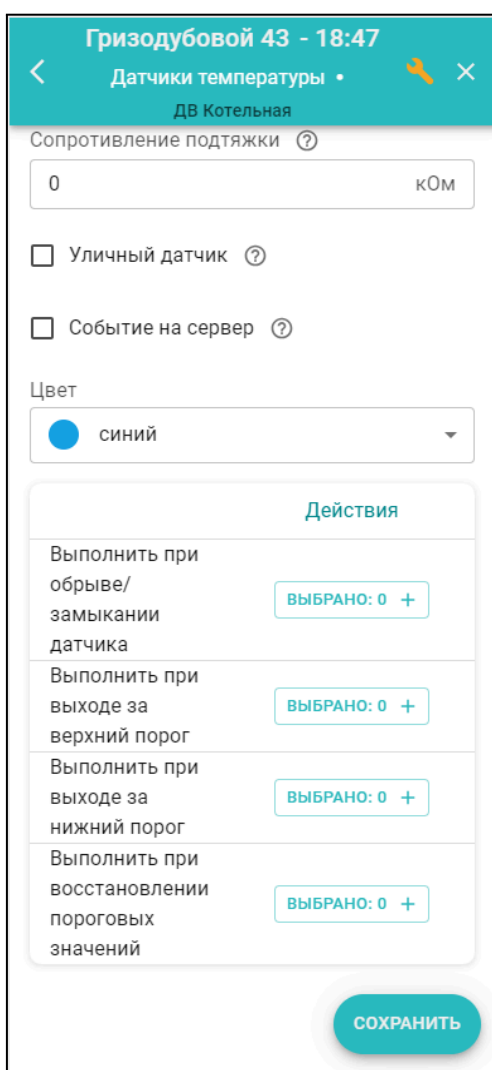 Гризодубовой 43 - 18:47
Датчики температуры •
ДВ Котельная
Сопротивление подтяжки ?
0 кОм
Уличный датчик ?
Событие на сервер ?
Цвет
синий
Действия
Выполнить при
обрыве/
замыкании
датчика
ВЫБРАНО: 0 +
Выполнить при
выходе за
верхний порог
ВЫБРАНО: 0 +
Выполнить при
выходе за
нижний порог
ВЫБРАНО: 0 +
Выполнить при
восстановлении
пороговых
значений
ВЫБРАНО: 0 +
СОХРАНИТЬ